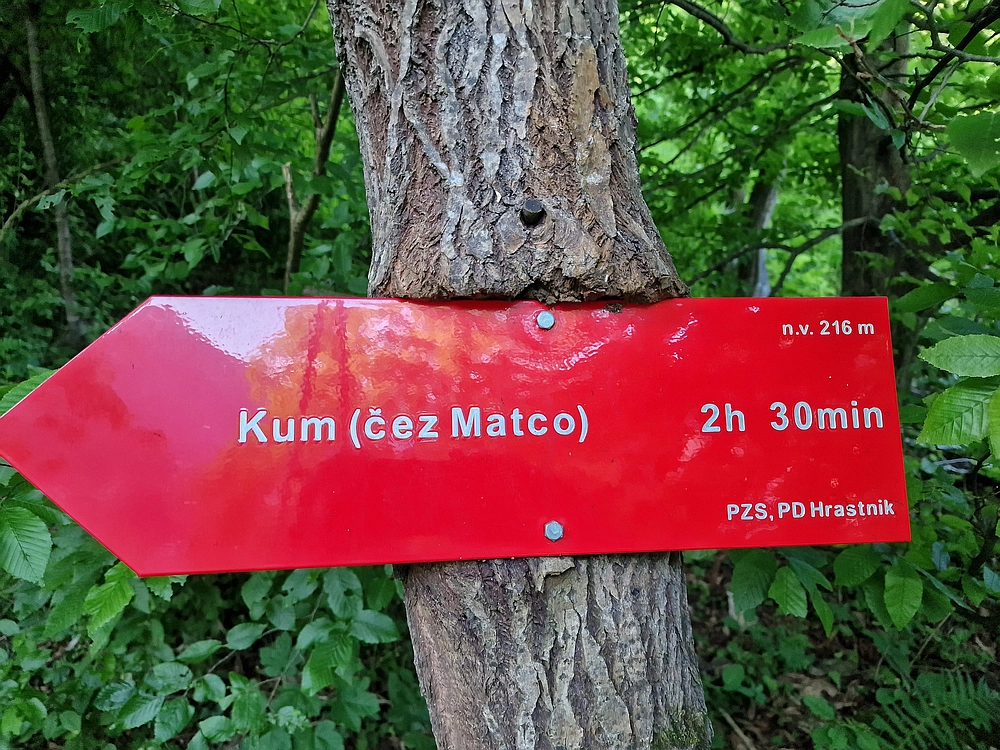 n.v. 216 m
Kum (čez Matco) 2h 30min
PZS, PD Hrastnik